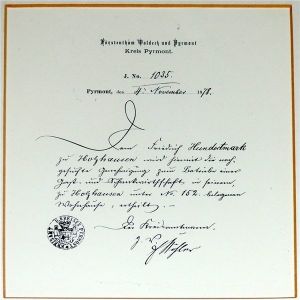 Fürstenthum Waldeck und Pyrmont
Kreis Pyrmont.
J. No. 1035.
Pyrmont, den 4. November 1878.
Dem Friedrich Hundertmark
zu Holzhausen wird hiermit die nach-
gesuchte Genehmigung zum Betriebe einer
Gast- und Schenkwirthschaft in seinem,
zu Holzhausen unter No. 152. belegenen
Wohnhause, ertheilt.
Der Kreisamtmann.